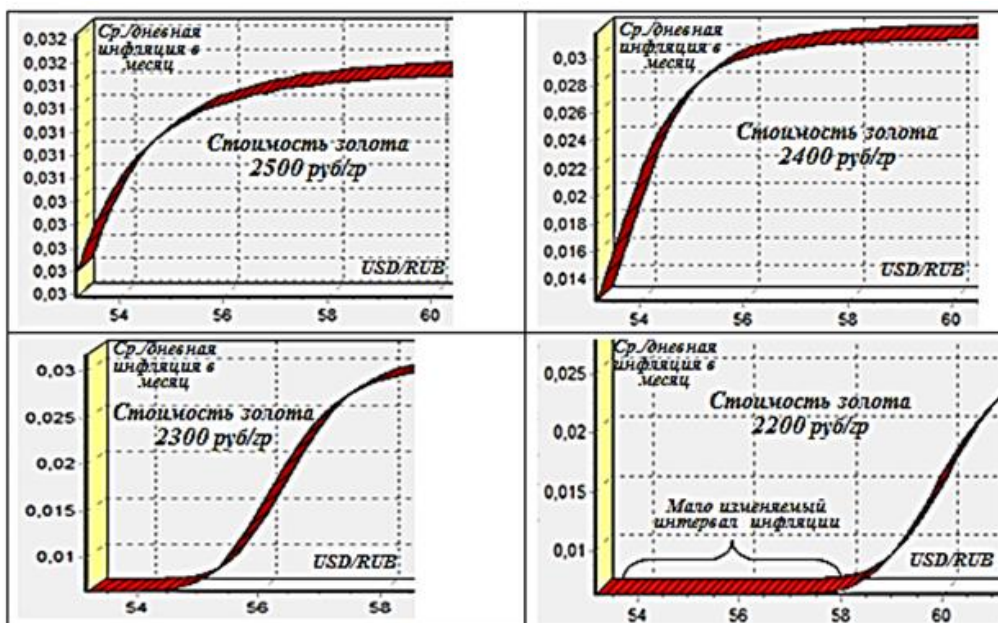 0,032
0,032
0,031
0,031
0,031
0,031
0,031
0,03
0,03
0,03
0,03
Ср./дневная
инфляция в
месяц
Стоимость золота
2500 руб/гр
USD/RUB
54
56
58
60
0,03
0,028
0,026
0,024
0,022
0,02
0,018
0,016
0,014
Ср./дневная
инфляция в
месяц
Стоимость золота
2400 руб/гр
USD/RUB
54
56
58
60
0,03
0,025
0,02
0,015
0,01
Ср./дневная
инфляция в
месяц
Стоимость золота
2300 руб/гр
USD/RUB
54
56
58
0,025
0,02
0,015
0,01
Ср./дневная
инфляция в
месяц
Стоимость золота
2200 руб/гр
Мало изменяемый
интервал инфляции
USD/RUB
54
56
58
60